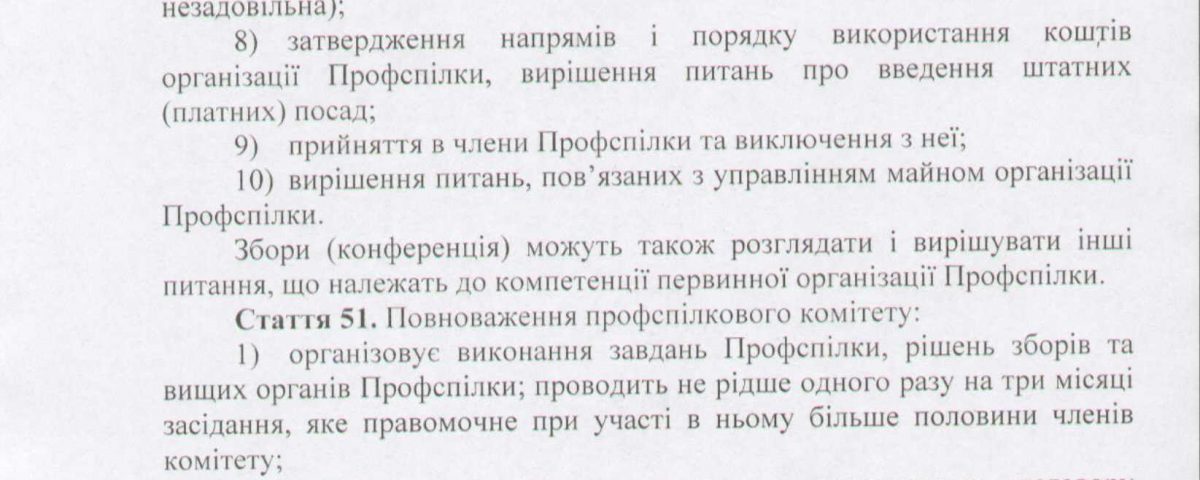 незадовільна);
8) затвердження напрямів і порядку використання коштів
організації Профспілки, вирішення питань про введення штатних
(платних) посад;
9) прийняття в члени Профспілки та виключення з неї;
10) вирішення питань, пов’язаних з управлінням майном організації
Профспілки.
Збори (конференція) можуть також розглядати і вирішувати інші
питання, що належать до компетенції первинної організації Профспілки.
Стаття 51. Повноваження профспілкового комітету:
1) організовує виконання завдань Профспілки, рішень зборів та
вищих органів Профспілки; проводить не рідше одного разу на три місяці
засідання, яке правомочне при участі в ньому більше половини членів
комітету;